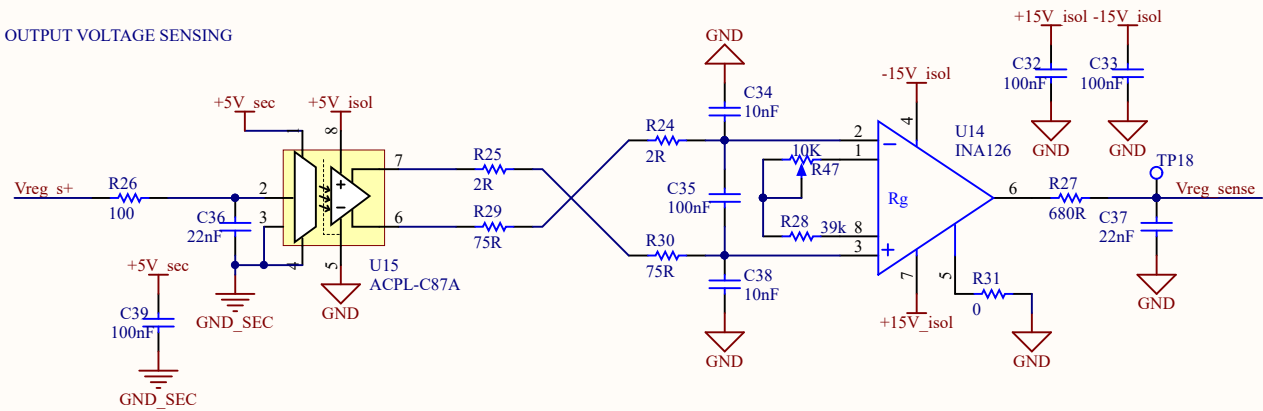 OUTPUT VOLTAGE SENSING
+15V_isol
-15V_isol
GND
C32
100nF
C33
100nF
-15V_isol
C34
10nF
+5V_sec
+5V_isol
GND
GND
1
8
4
U14
INA126
R24
2R
2
1
10K
R47
R25
2R
7
TP18
Vreg_s+
R26
100
2
C35
100nF
Rg
6
R27
680R
Vreg_sense
C36
22nF
3
6
R29
75R
R28
39k
8
3
C37
22nF
R30
75R
4
5
U15
ACPL-C87A
+5V_sec
C38
10nF
7
5
R31
0
GND
GND
GND_SEC
C39
100nF
+15V_isol
GND
GND
GND_SEC